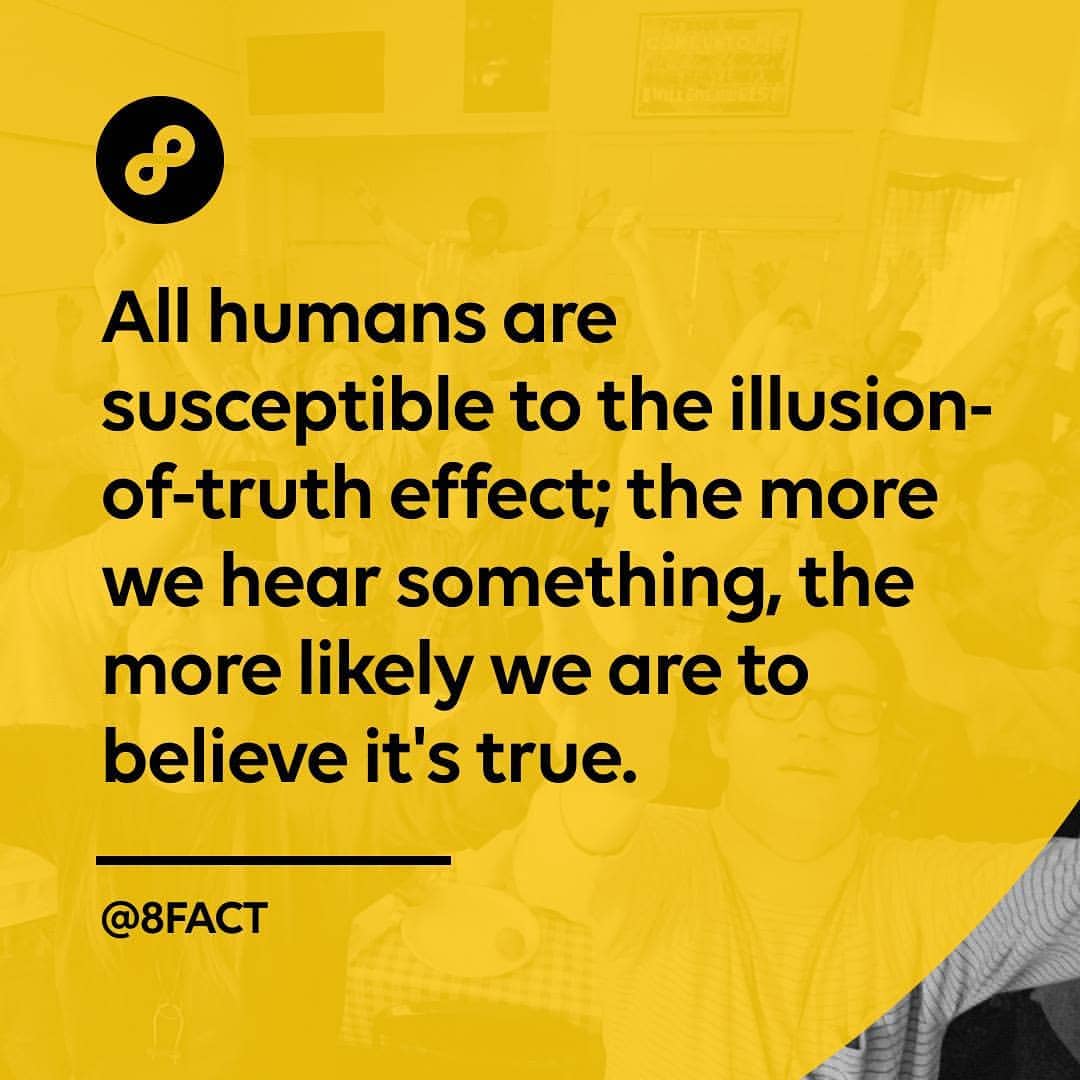 All humans are
susceptible to the illusion-
of-truth effect; the more
we hear something, the
more likely we are to
believe it's true.
@8FACT